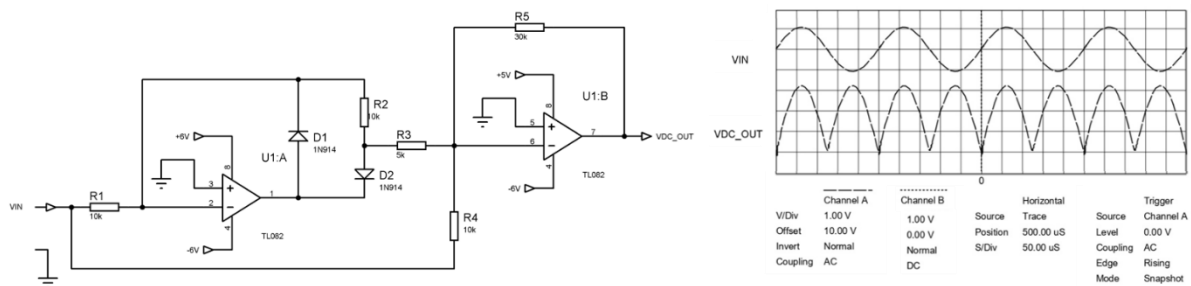 R5
30k
+5V
8
U1:B
5
6
7
VDC_OUT
4
-6V
TL082
R2
10k
D1
1N914
R3
5k
D2
1N914
+6V
8
U1:A
3
2
1
4
-6V
TL082
R1
10k
VIN
R4
10k
VIN
VDC_OUT
0
Channel A Channel B Horizontal Trigger
V/Div 1.00 V 1.00 V Source Trace Source Channel A
Offset 10.00 V 0.00 V Position 500.00 uS Level 0.00 V
Invert Normal Normal S/Div 50.00 uS Coupling AC
Coupling AC DC Edge Rising
Mode Snapshot